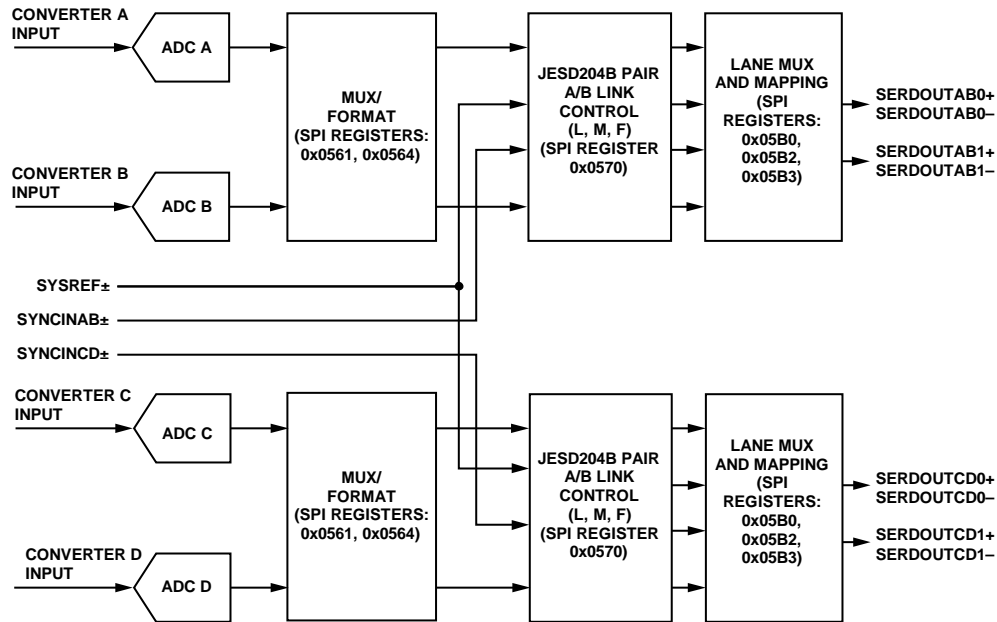 CONVERTER A
INPUT
ADC A
MUX/
FORMAT
(SPI REGISTERS:
0x0561, 0x0564)
JESD204B PAIR
A/B LINK
CONTROL
(L, M, F)
(SPI REGISTER
0x0570)
LANE MUX
AND MAPPING
(SPI
REGISTERS:
0x05B0,
0x05B2,
0x05B3)
SERDOUTAB0+
SERDOUTAB0–
SERDOUTAB1+
SERDOUTAB1–
CONVERTER B
INPUT
ADC B
SYSREF±
SYNCINAB±
SYNCINCD±
CONVERTER C
INPUT
ADC C
MUX/
FORMAT
(SPI REGISTERS:
0x0561, 0x0564)
JESD204B PAIR
A/B LINK
CONTROL
(L, M, F)
(SPI REGISTER
0x0570)
LANE MUX
AND MAPPING
(SPI
REGISTERS:
0x05B0,
0x05B2,
0x05B3)
SERDOUTCD0+
SERDOUTCD0–
SERDOUTCD1+
SERDOUTCD1–
CONVERTER D
INPUT
ADC D